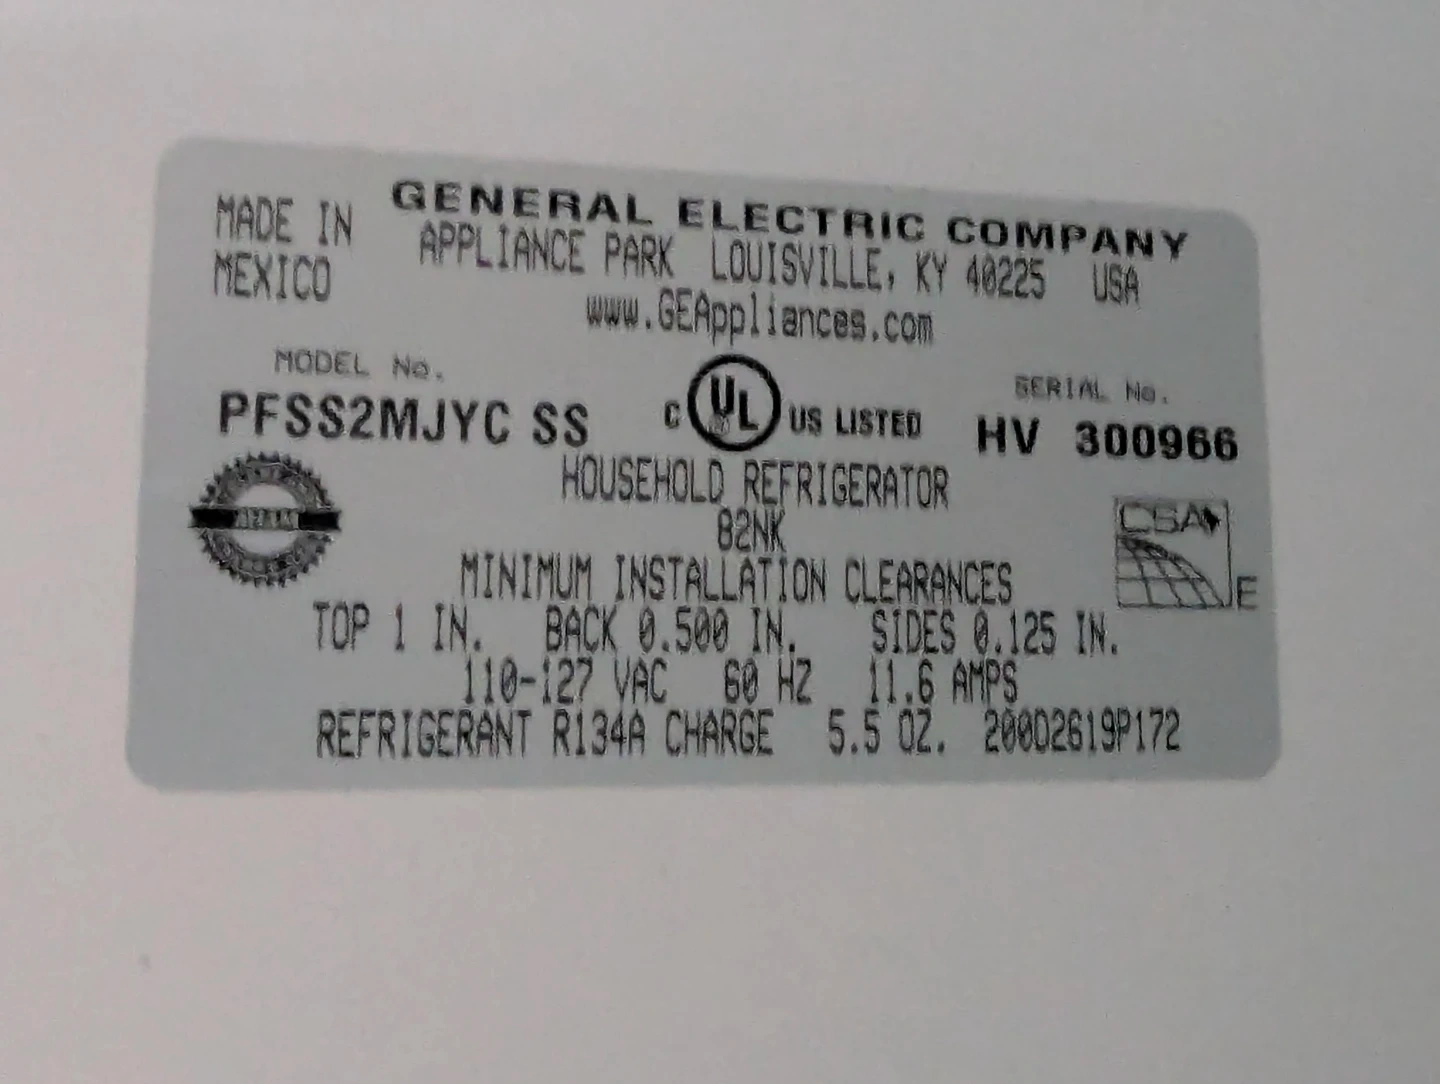 MADE IN
MEXICO
GENERAL ELECTRIC COMPANY
APPLIANCE PARK LOUISVILLE, KY 40225 USA
www.GEAppliances.com
MODEL No.
PFSS2MJYC SS
C UL US LISTED
SERIAL No.
HV 300966
HOUSEHOLD REFRIGERATOR
82NK
AHAM
CSA
E
MINIMUM INSTALLATION CLEARANCES
TOP 1 IN. BACK 0.500 IN. SIDES 0.125 IN.
110-127 VAC 60 HZ 11.6 AMPS
REFRIGERANT R134A CHARGE 5.5 OZ. 200D2619P172